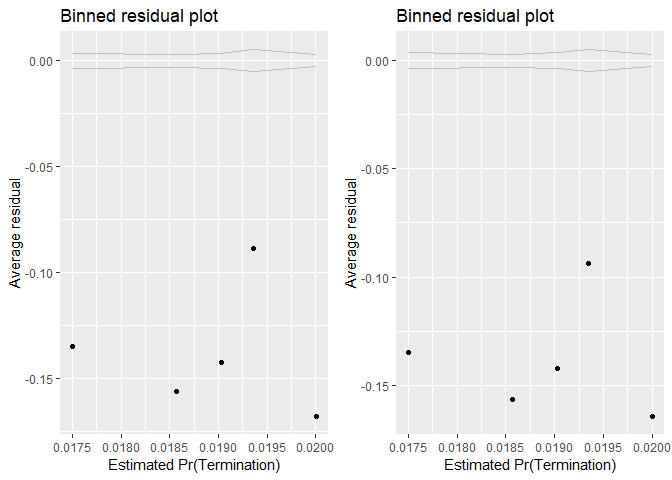 Binned residual plot
0.00
-0.05
-0.10
-0.15
Average residual
0.0175 0.0180 0.0185 0.0190 0.0195 0.0200
Estimated Pr(Termination)
Binned residual plot
0.00
-0.05
-0.10
-0.15
Average residual
0.0175 0.0180 0.0185 0.0190 0.0195 0.0200
Estimated Pr(Termination)